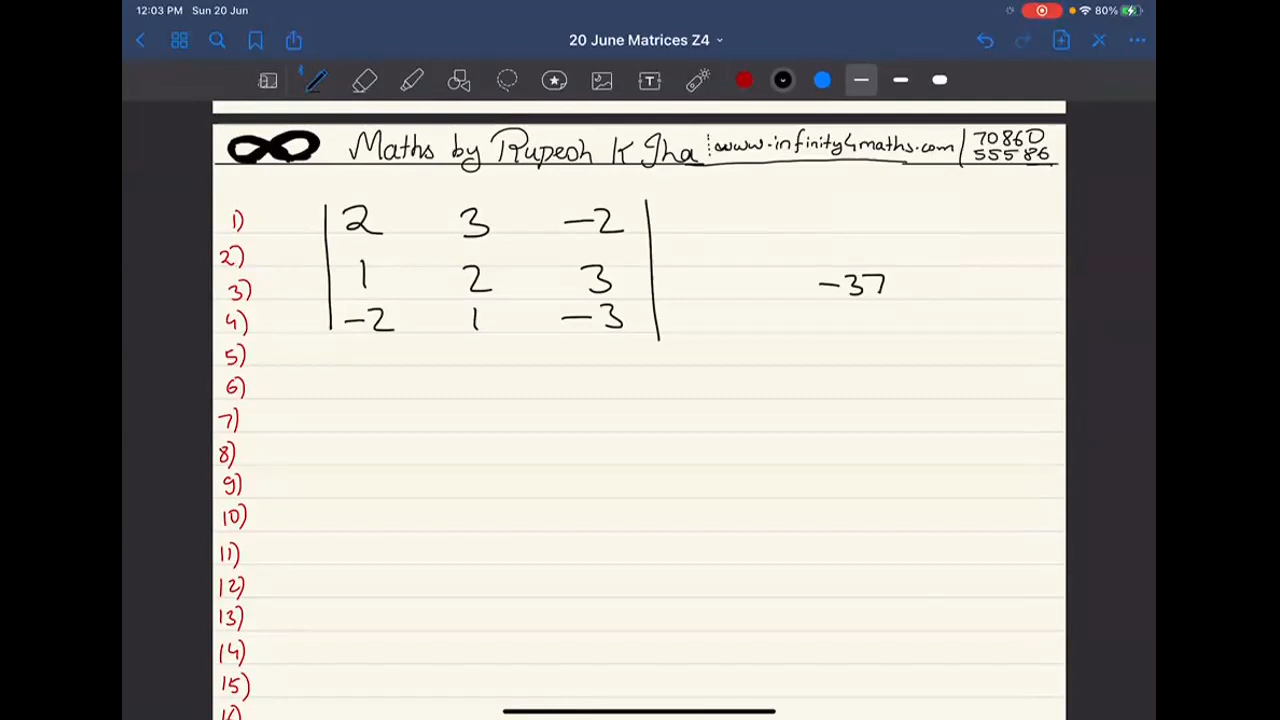 12:03 PM Sun 20 Jun 80%
20 June Matrices Z4
Maths by Rupesh K Jha www.infinity4maths.com 70860 55586
1) 2 3 -2
2)
3) 1 2 3 -37
4) -2 1 -3
5)
6)
7)
8)
9)
10)
11)
12)
13)
14)
15)